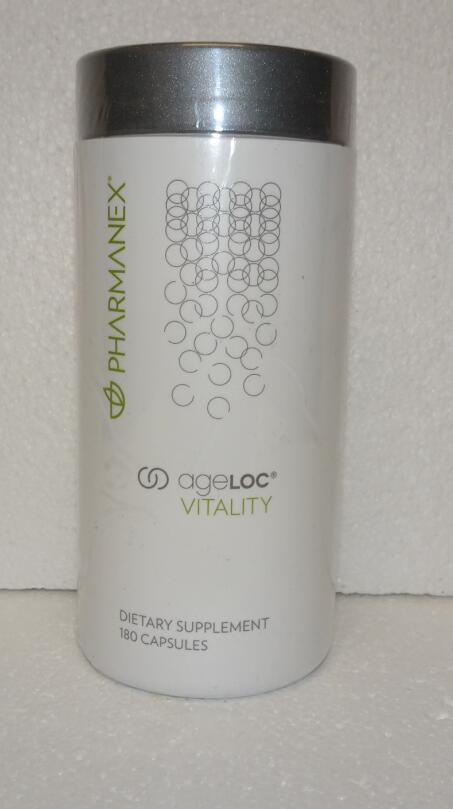 PHARMANEX®
ageLOC®
VITALITY
DIETARY SUPPLEMENT
180 CAPSULES